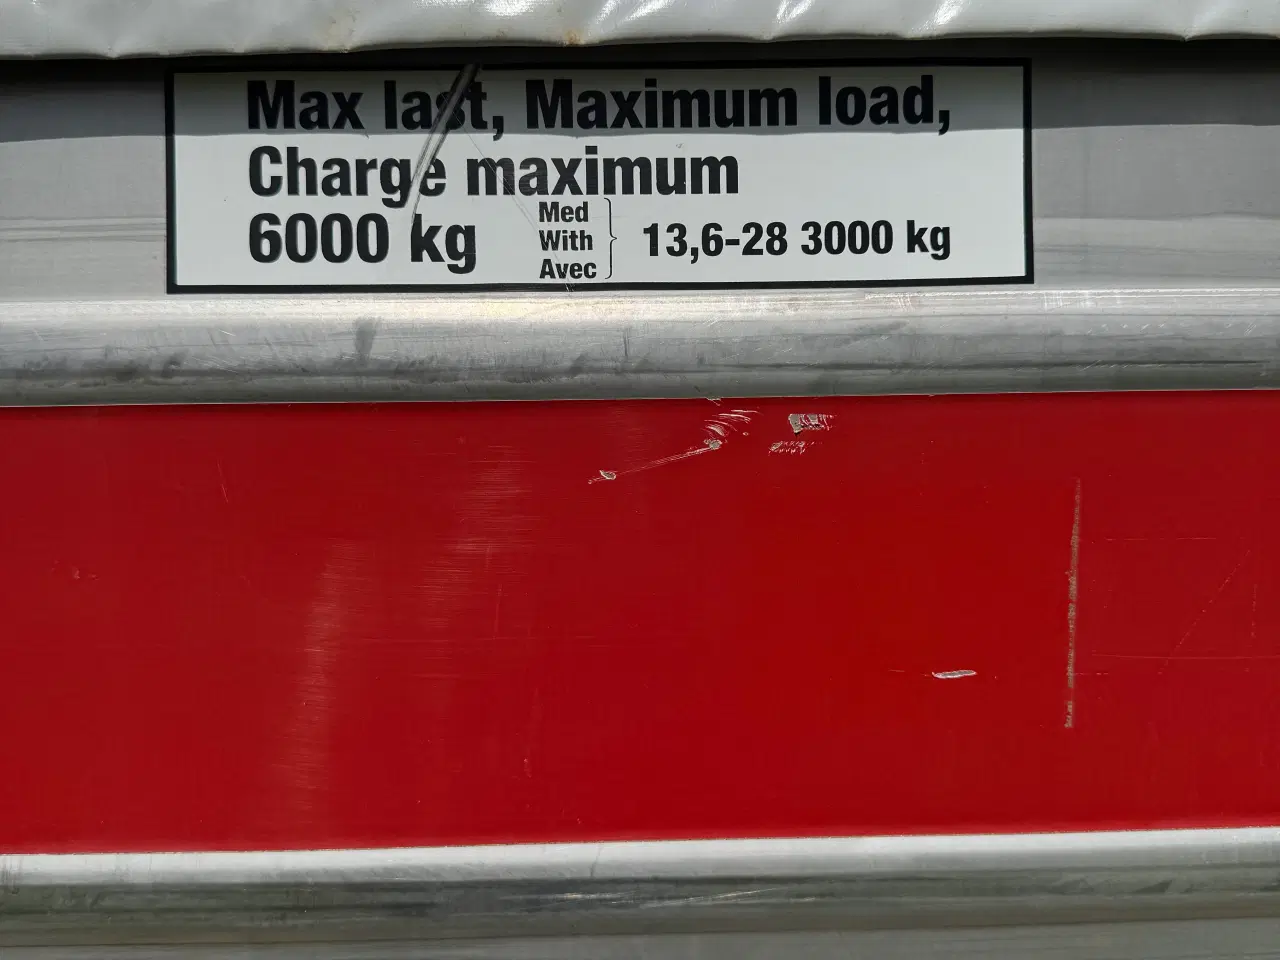 Max last, Maximum load,
Charge maximum
6000 kg
Med
With
Avec
13,6-28 3000 kg